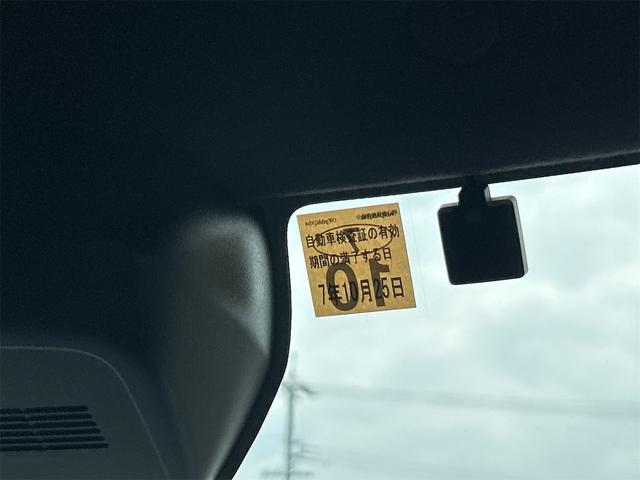 自動車検査証の有効
期間の満了する日
7年10月25日